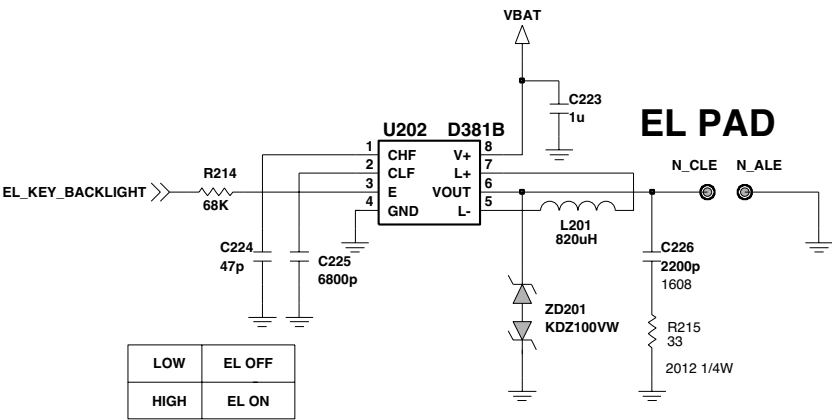 VBAT
C223
1u
EL PAD
U202 D381B
1 CHF V+ 8
2 CLF L+ 7
3 E VOUT 6
4 GND L- 5
N_CLE N_ALE
R214
EL_KEY_BACKLIGHT
68K
L201
820uH
C224
47p
C225
6800p
C226
2200p
1608
ZD201
KDZ100VW
R215
33
2012 1/4W
LOW EL OFF
HIGH EL ON